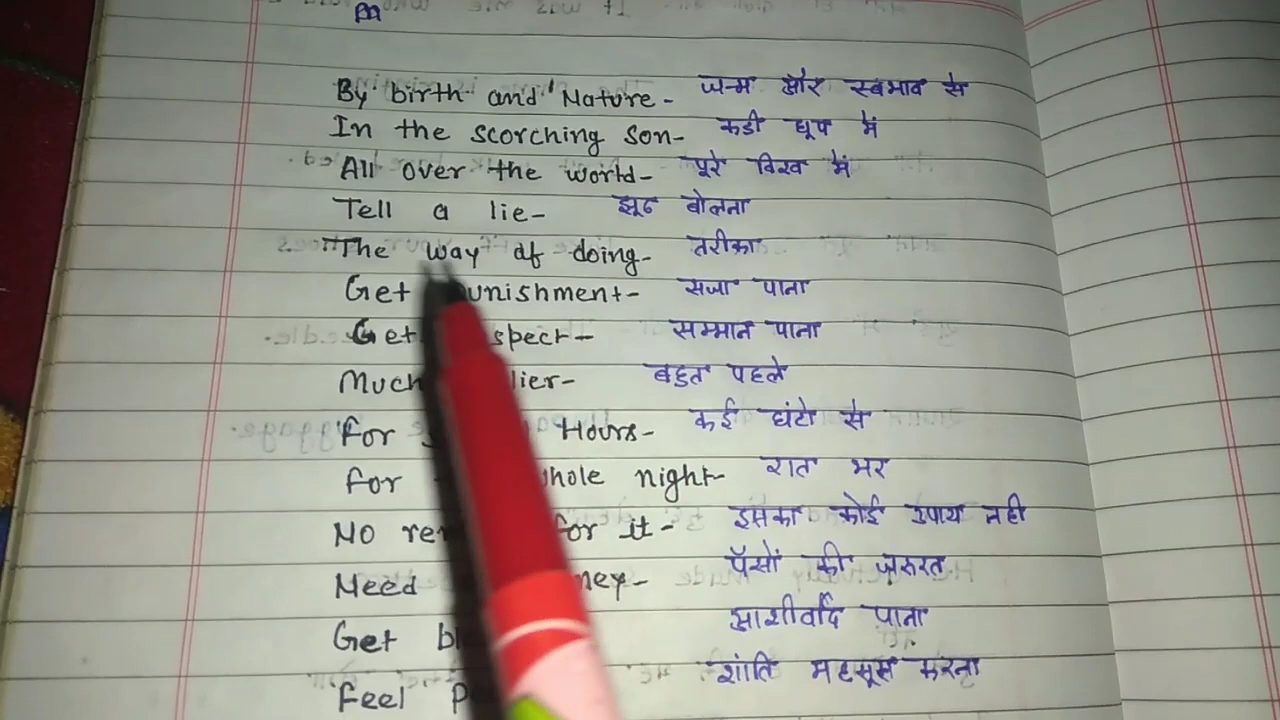 By birth and Nature- जन्म और स्वभाव से
In the scorching son- कडी धूप में
All over the world- पूरे विश्व में
Tell a lie- झूठ बोलना
The way of doing- तरीका
Get unishment- सजा पाना
Get spect- सम्मान पाना
Much lier- बहुत पहले
For Hours- कई घंटो से
For whole night- रात भर
No re for it- इसका कोई उपाय नही
Need ney- पैसों की जरुरत
Get bl आशीर्वाद पाना
Feel p शांति महसूस करना